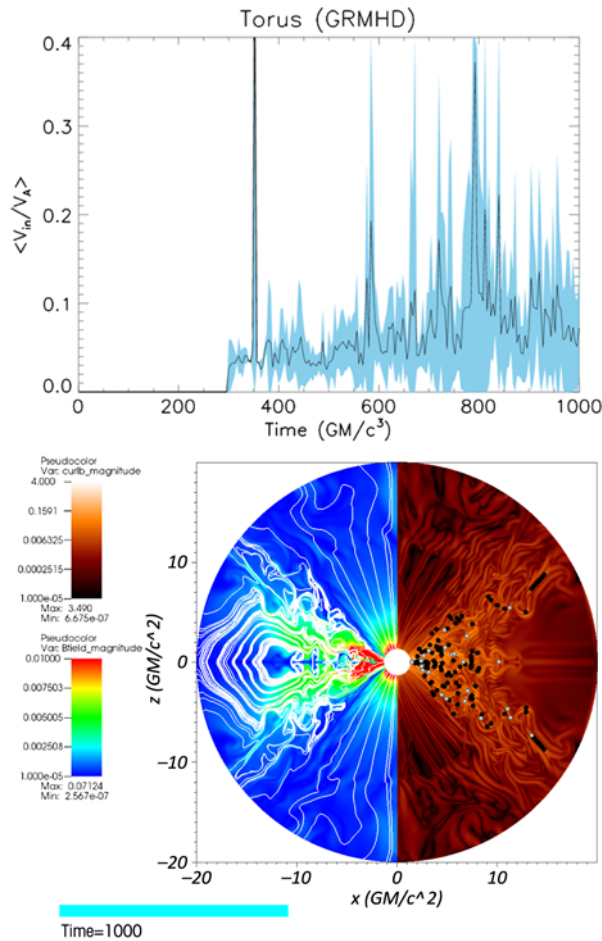 Torus (GRMHD)
0.4
0.3
0.2
0.1
0.0
<V_in/V_A>
0 200 400 600 800 1000
Time (GM/c³)
Pseudocolor
Var: curlb_magnitude
4.000
0.1591
0.006325
0.0002515
1.000e-05
Max: 3.490
Min: 6.675e-07
Pseudocolor
Var: Bfield_magnitude
0.01000
0.007503
0.005005
0.002508
1.000e-05
Max: 0.07124
Min: 2.567e-07
10
0
−10
−20
z (GM/c^2)
−20 −10 0 10
x (GM/c^2)
Time=1000